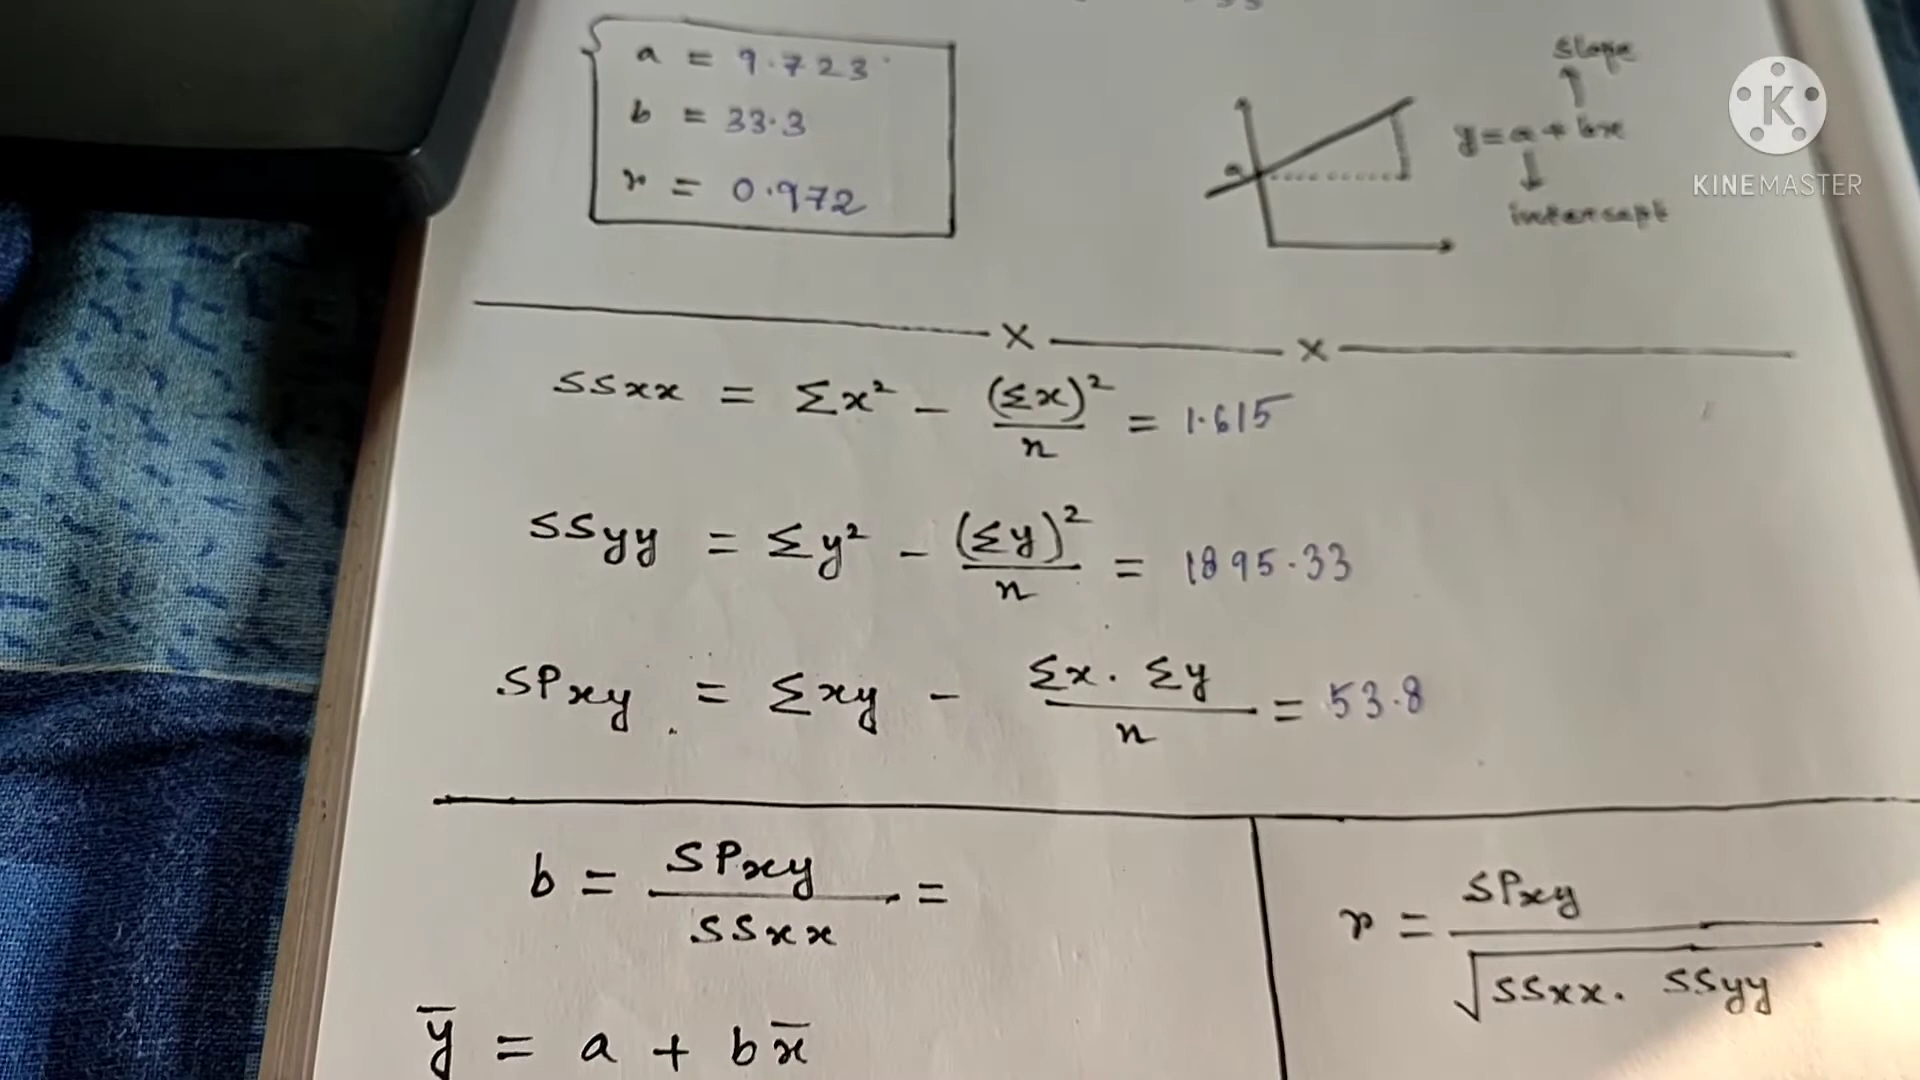 a = 9.723
b = 33.3
r = 0.972
slope
y = a + bx
a
intercept
K
KINEMASTER
x x
SSxx = Σx² - (Σx)²/n = 1.615
SSyy = Σy² - (Σy)²/n = 1895.33
SPxy = Σxy - Σx. Σy/n = 53.8
b = SPxy/SSxx =
r = SPxy/√SSxx. SSyy
ȳ = a + bx̄